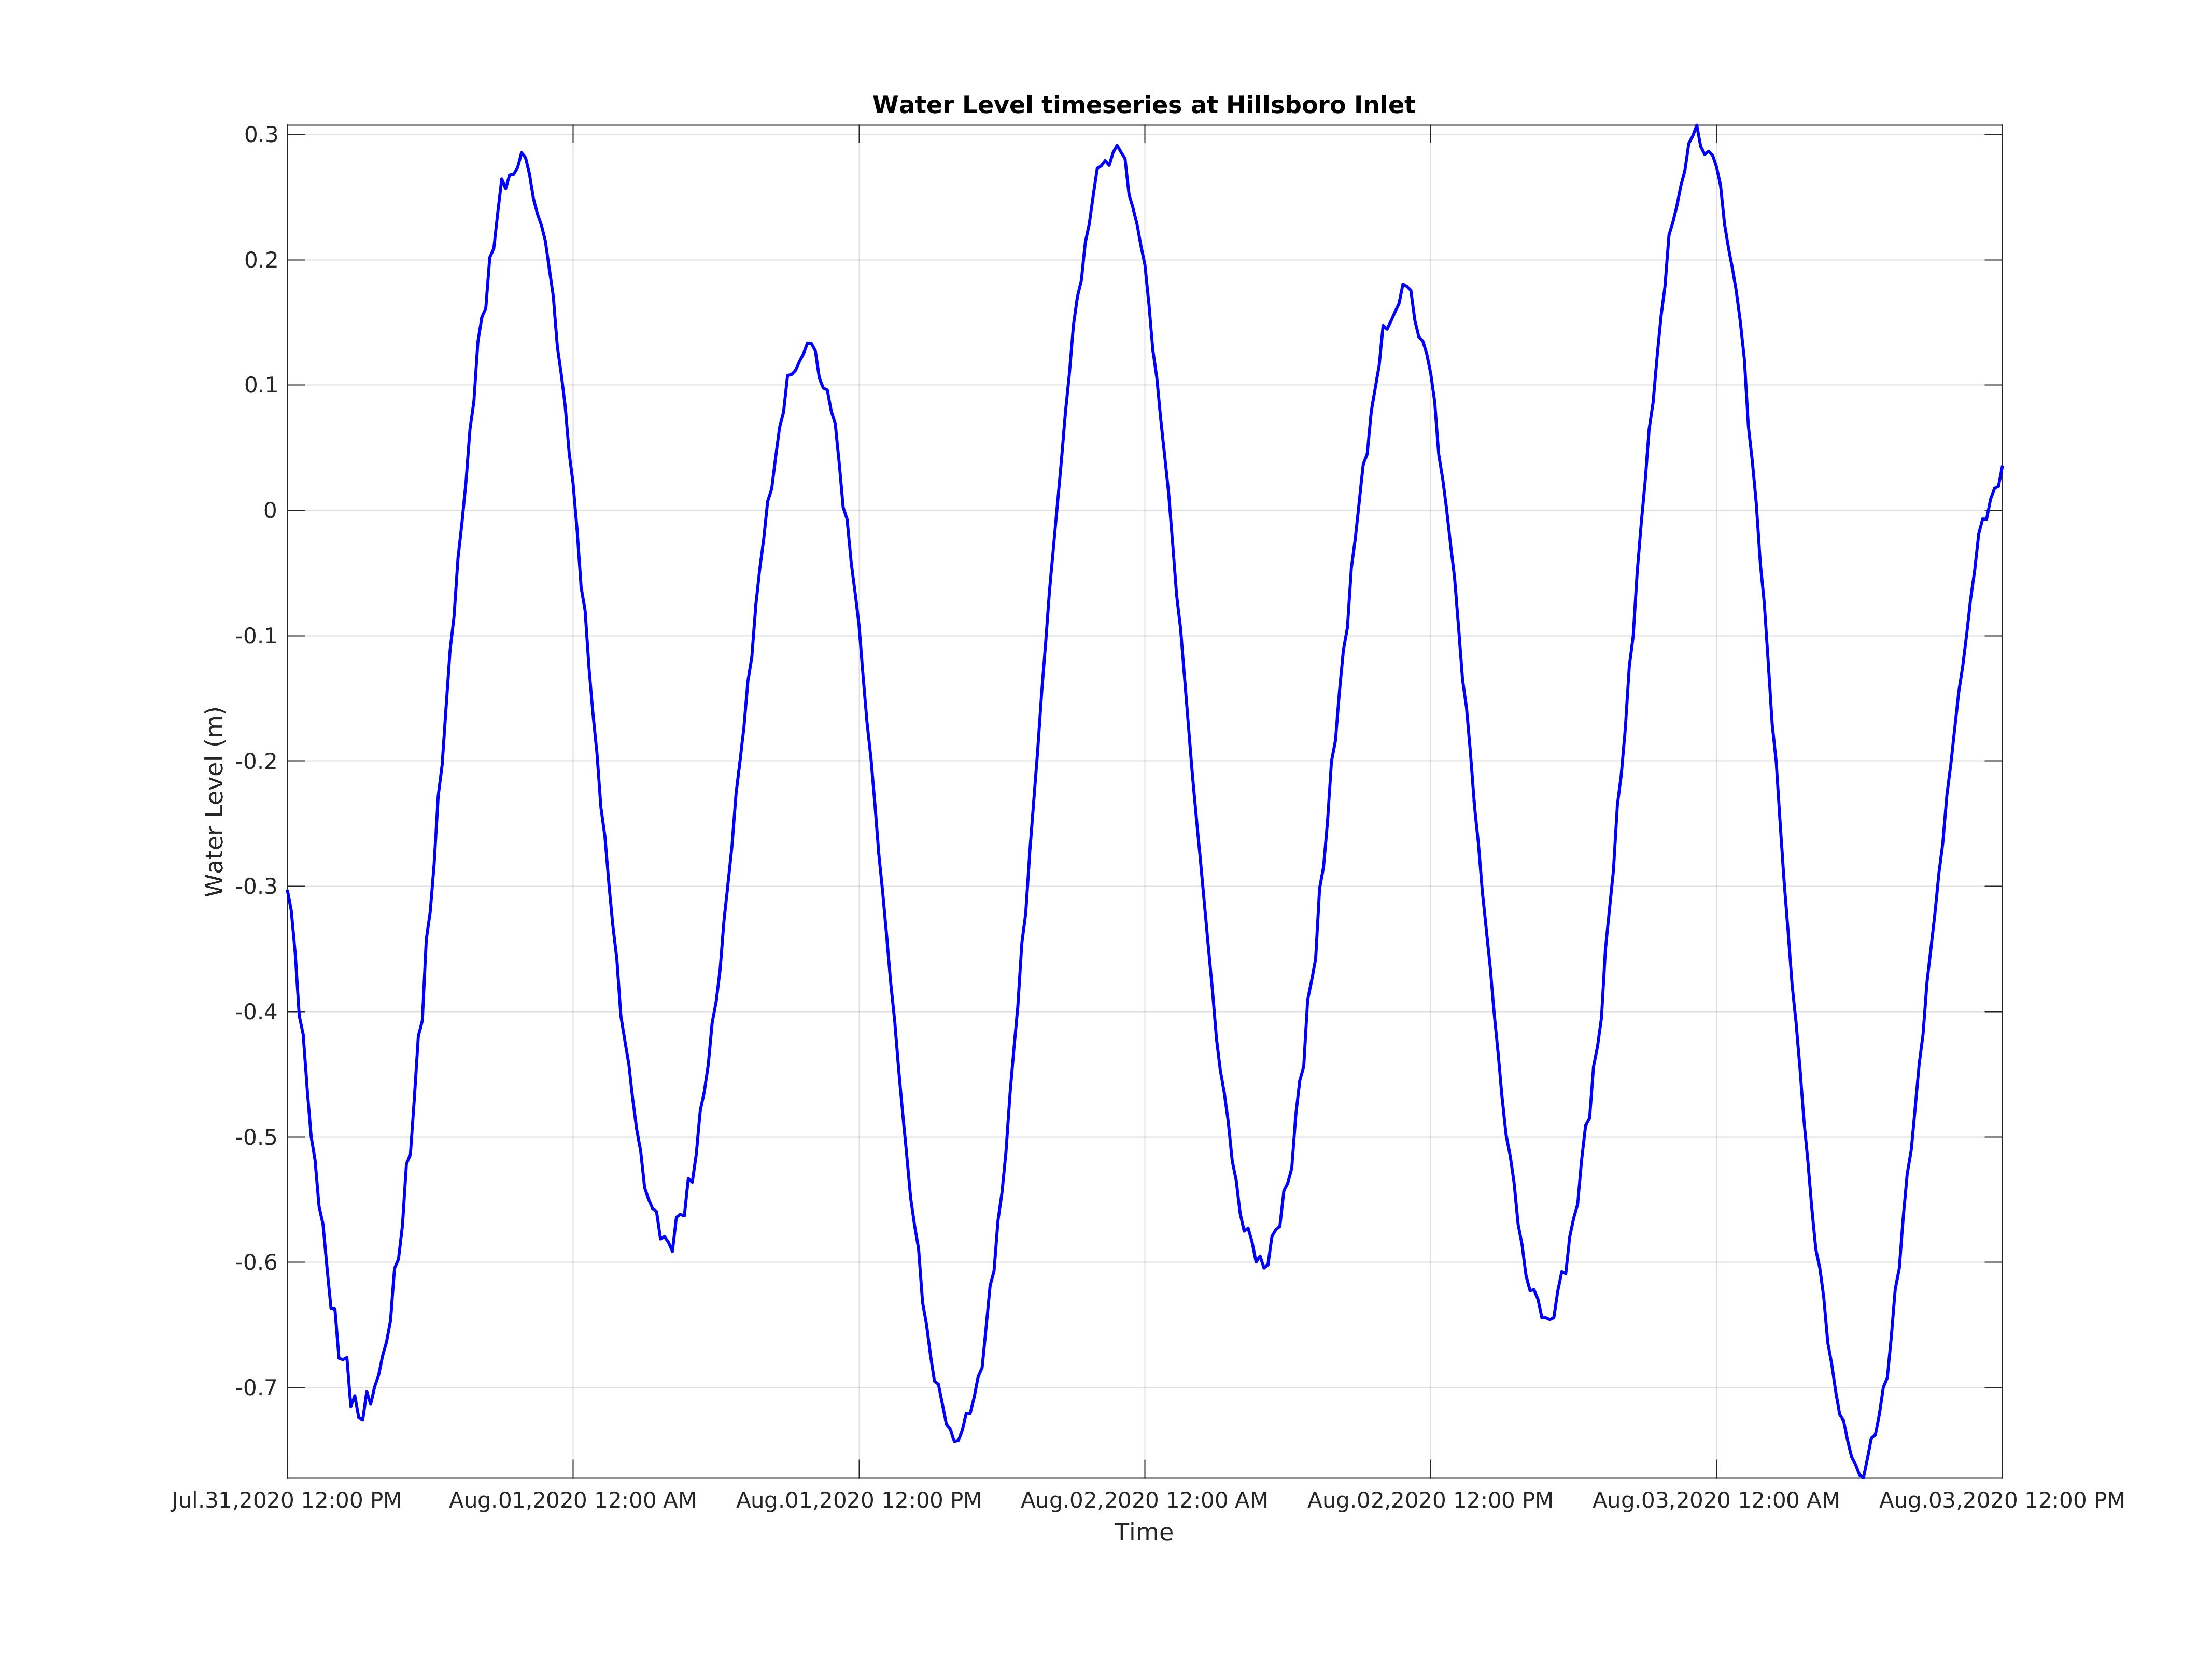 Water Level timeseries at Hillsboro Inlet
0.3
0.2
0.1
0
-0.1
-0.2
-0.3
-0.4
-0.5
-0.6
-0.7
Water Level (m)
Jul.31,2020 12:00 PM
Aug.01,2020 12:00 AM
Aug.01,2020 12:00 PM
Aug.02,2020 12:00 AM
Aug.02,2020 12:00 PM
Aug.03,2020 12:00 AM
Aug.03,2020 12:00 PM
Time